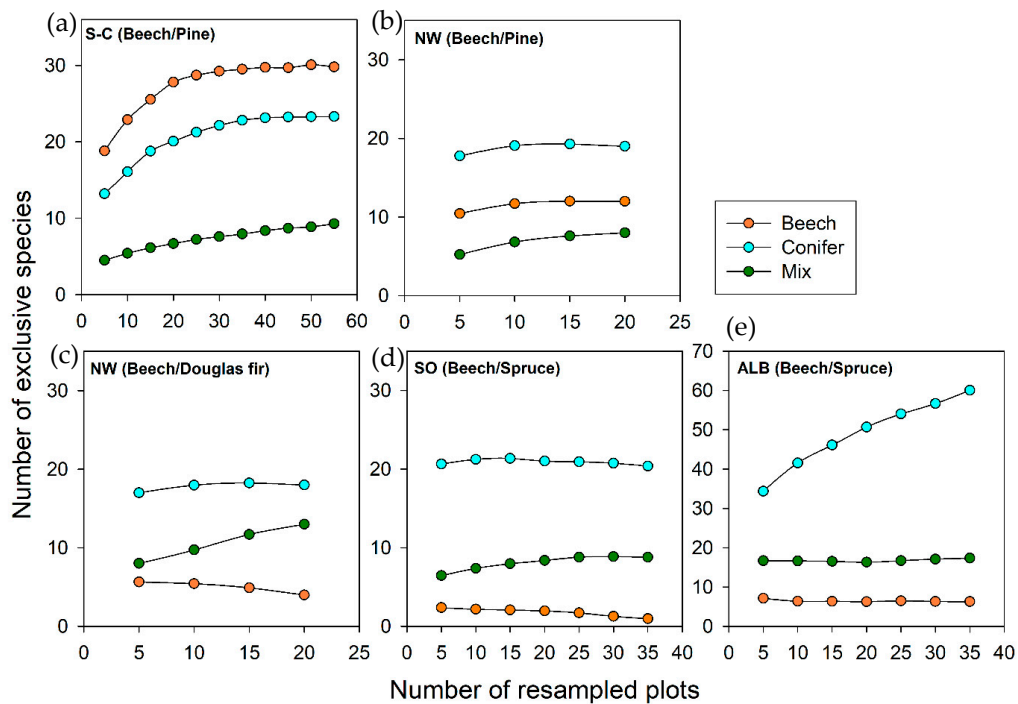 (a)
S-C (Beech/Pine)
30
20
10
0
0 10 20 30 40 50 60
(b)
NW (Beech/Pine)
30
20
10
0
0 5 10 15 20 25
Beech
Conifer
Mix
(c)
NW (Beech/Douglas fir)
30
20
10
0
0 5 10 15 20 25
(d)
SO (Beech/Spruce)
30
20
10
0
0 5 10 15 20 25 30 35 40
(e)
ALB (Beech/Spruce)
70
60
50
40
30
20
10
0
0 5 10 15 20 25 30 35 40
Number of exclusive species
Number of resampled plots